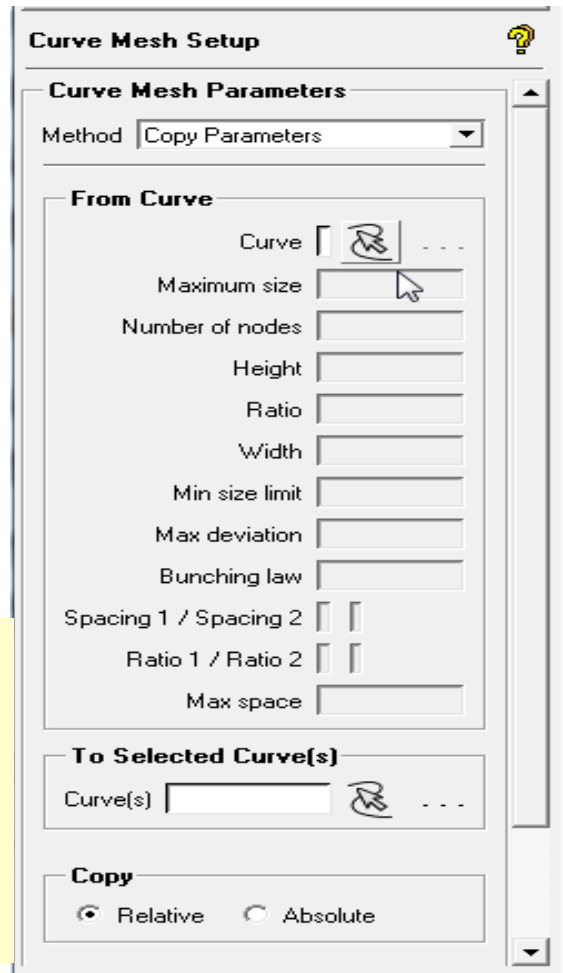 Curve Mesh Setup
Curve Mesh Parameters
Method Copy Parameters
From Curve
Curve . . .
Maximum size
Number of nodes
Height
Ratio
Width
Min size limit
Max deviation
Bunching law
Spacing 1 / Spacing 2
Ratio 1 / Ratio 2
Max space
To Selected Curve(s)
Curve(s) . . .
Copy
Relative Absolute